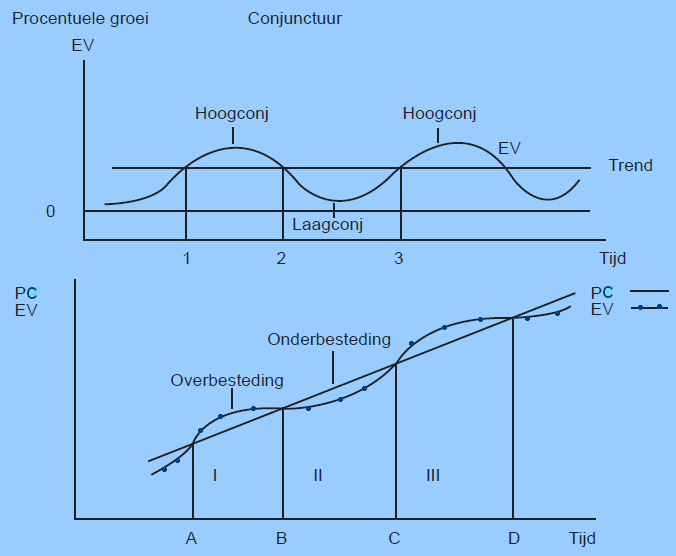 Procentuele groei
Conjunctuur
EV
Hoogconj
Hoogconj
EV
Trend
0
Laagconj
1
2
3
Tijd
PC
EV
PC
EV
Onderbesteding
Overbesteding
I
II
III
A
B
C
D
Tijd